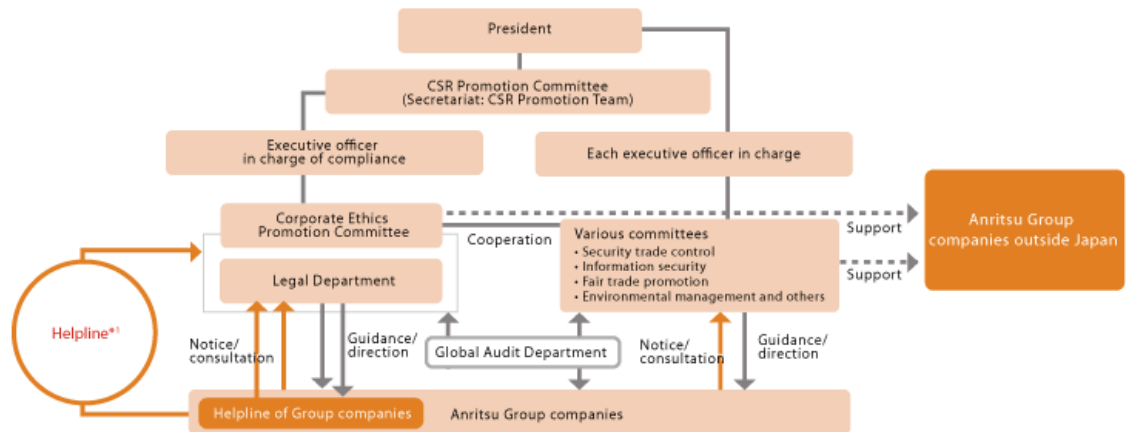 President
CSR Promotion Committee
(Secretariat: CSR Promotion Team)
Executive officer
in charge of compliance
Each executive officer in charge
Corporate Ethics
Promotion Committee
Cooperation
Various committees
• Security trade control
• Information security
• Fair trade promotion
• Environmental management and others
Support
Support
Anritsu Group
companies outside Japan
Legal Department
Helpline*1
Notice/
consultation
Guidance/
direction
Global Audit Department
Notice/
consultation
Guidance/
direction
Helpline of Group companies
Anritsu Group companies